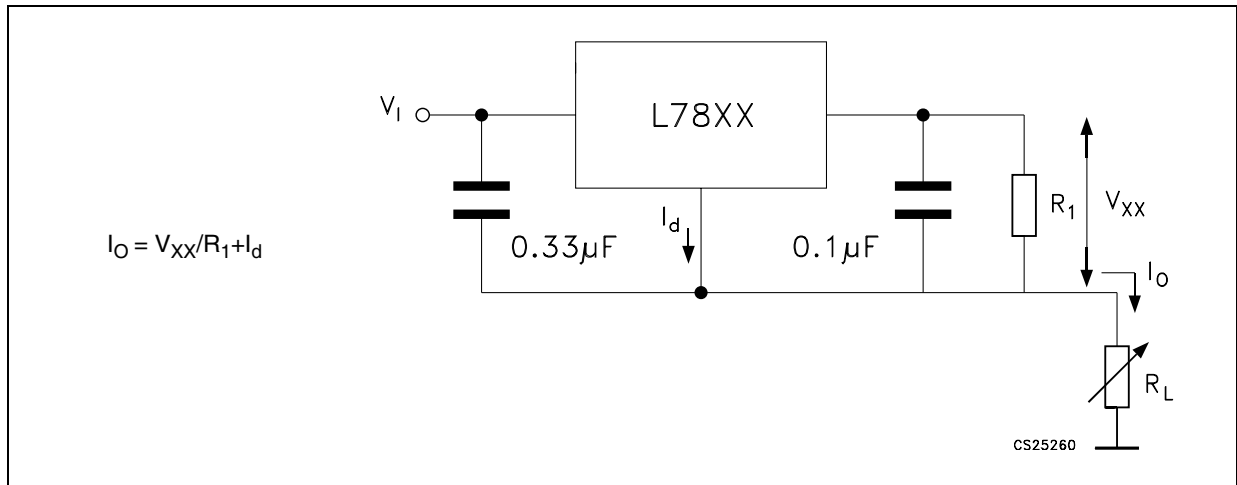 V_I
L78XX
I_d
R_1
V_XX
I_O = V_XX/R_1+I_d
0.33µF
0.1µF
I_O
R_L
CS25260